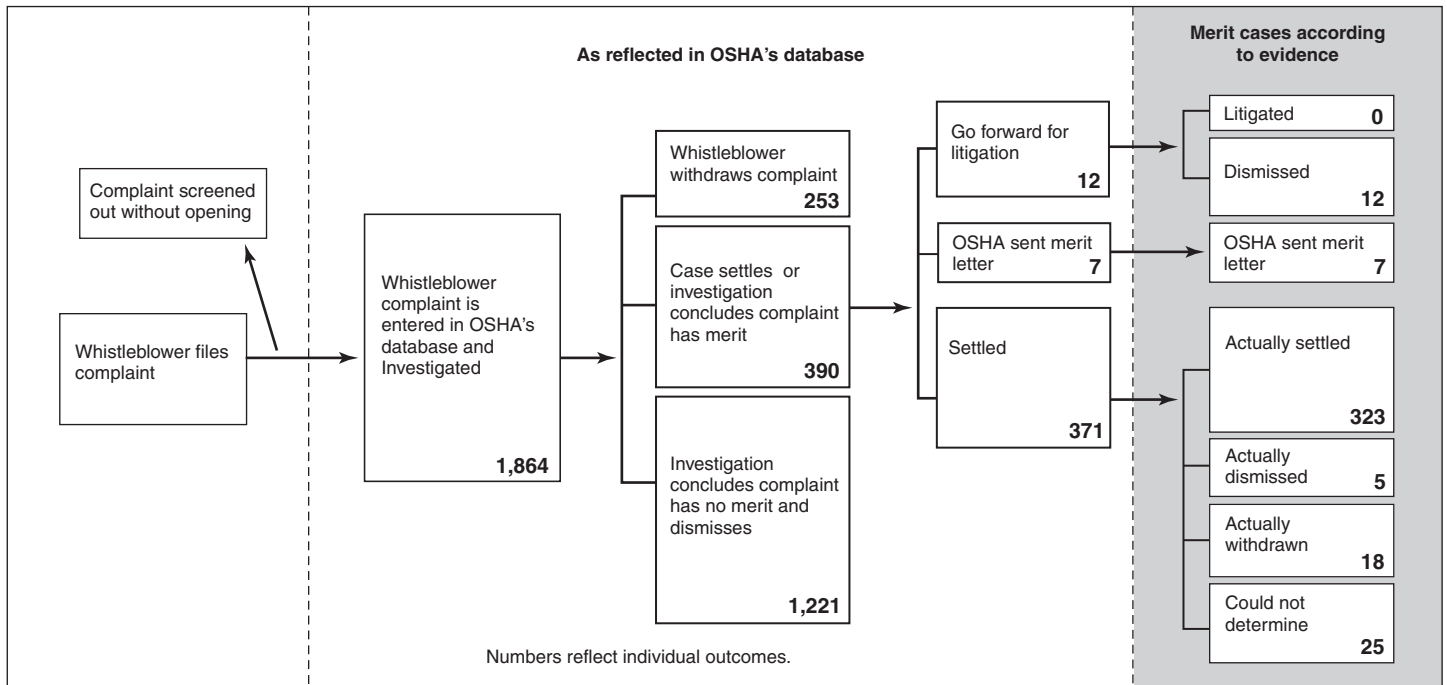 As reflected in OSHA's database
Merit cases according
to evidence
Complaint screened
out without opening
Whistleblower files
complaint
Whistleblower
complaint is
entered in OSHA's
database and
Investigated
1,864
Whistleblower
withdraws complaint
253
Case settles or
investigation
concludes complaint
has merit
390
Investigation
concludes complaint
has no merit and
dismisses
1,221
Go forward for
litigation
12
OSHA sent merit
letter 7
Settled
371
Litigated 0
Dismissed
12
OSHA sent merit
letter 7
Actually settled
323
Actually
dismissed 5
Actually
withdrawn
18
Could not
determine
25
Numbers reflect individual outcomes.